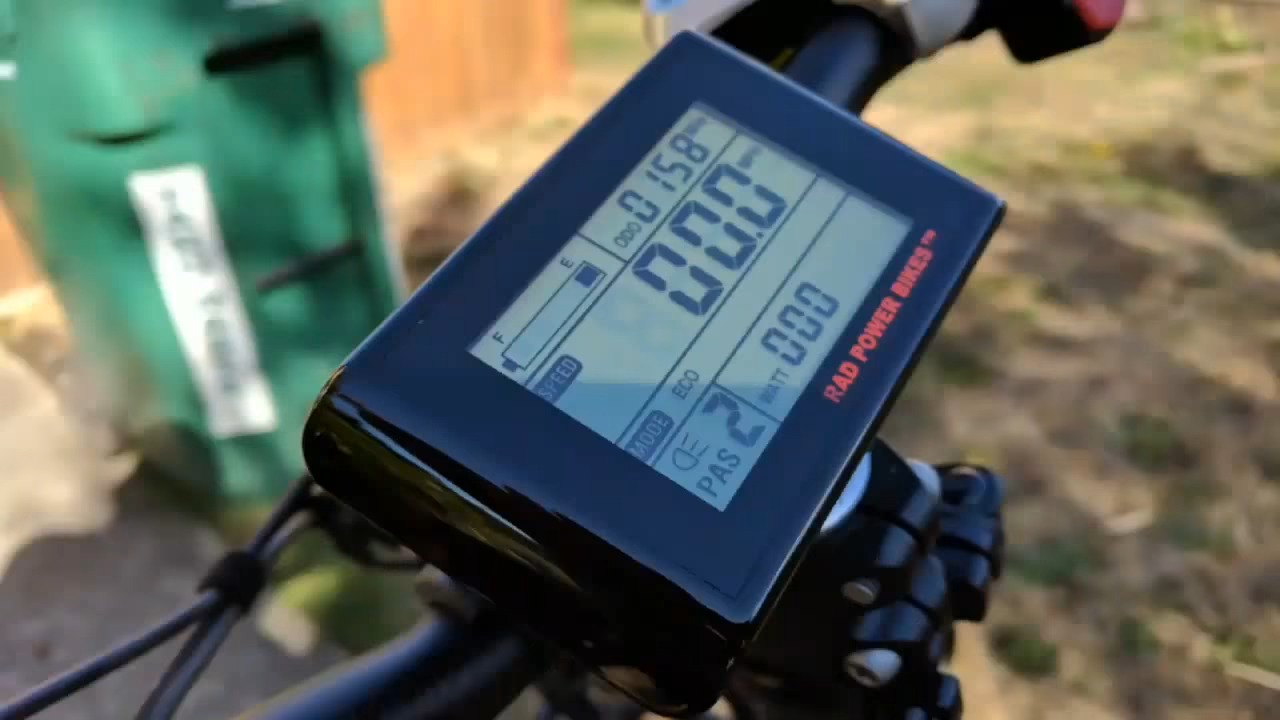 F E
ODO 0158
SPEED
00.0
MODE
ECO
PAS 2
WATT 000
RAD POWER BIKES™